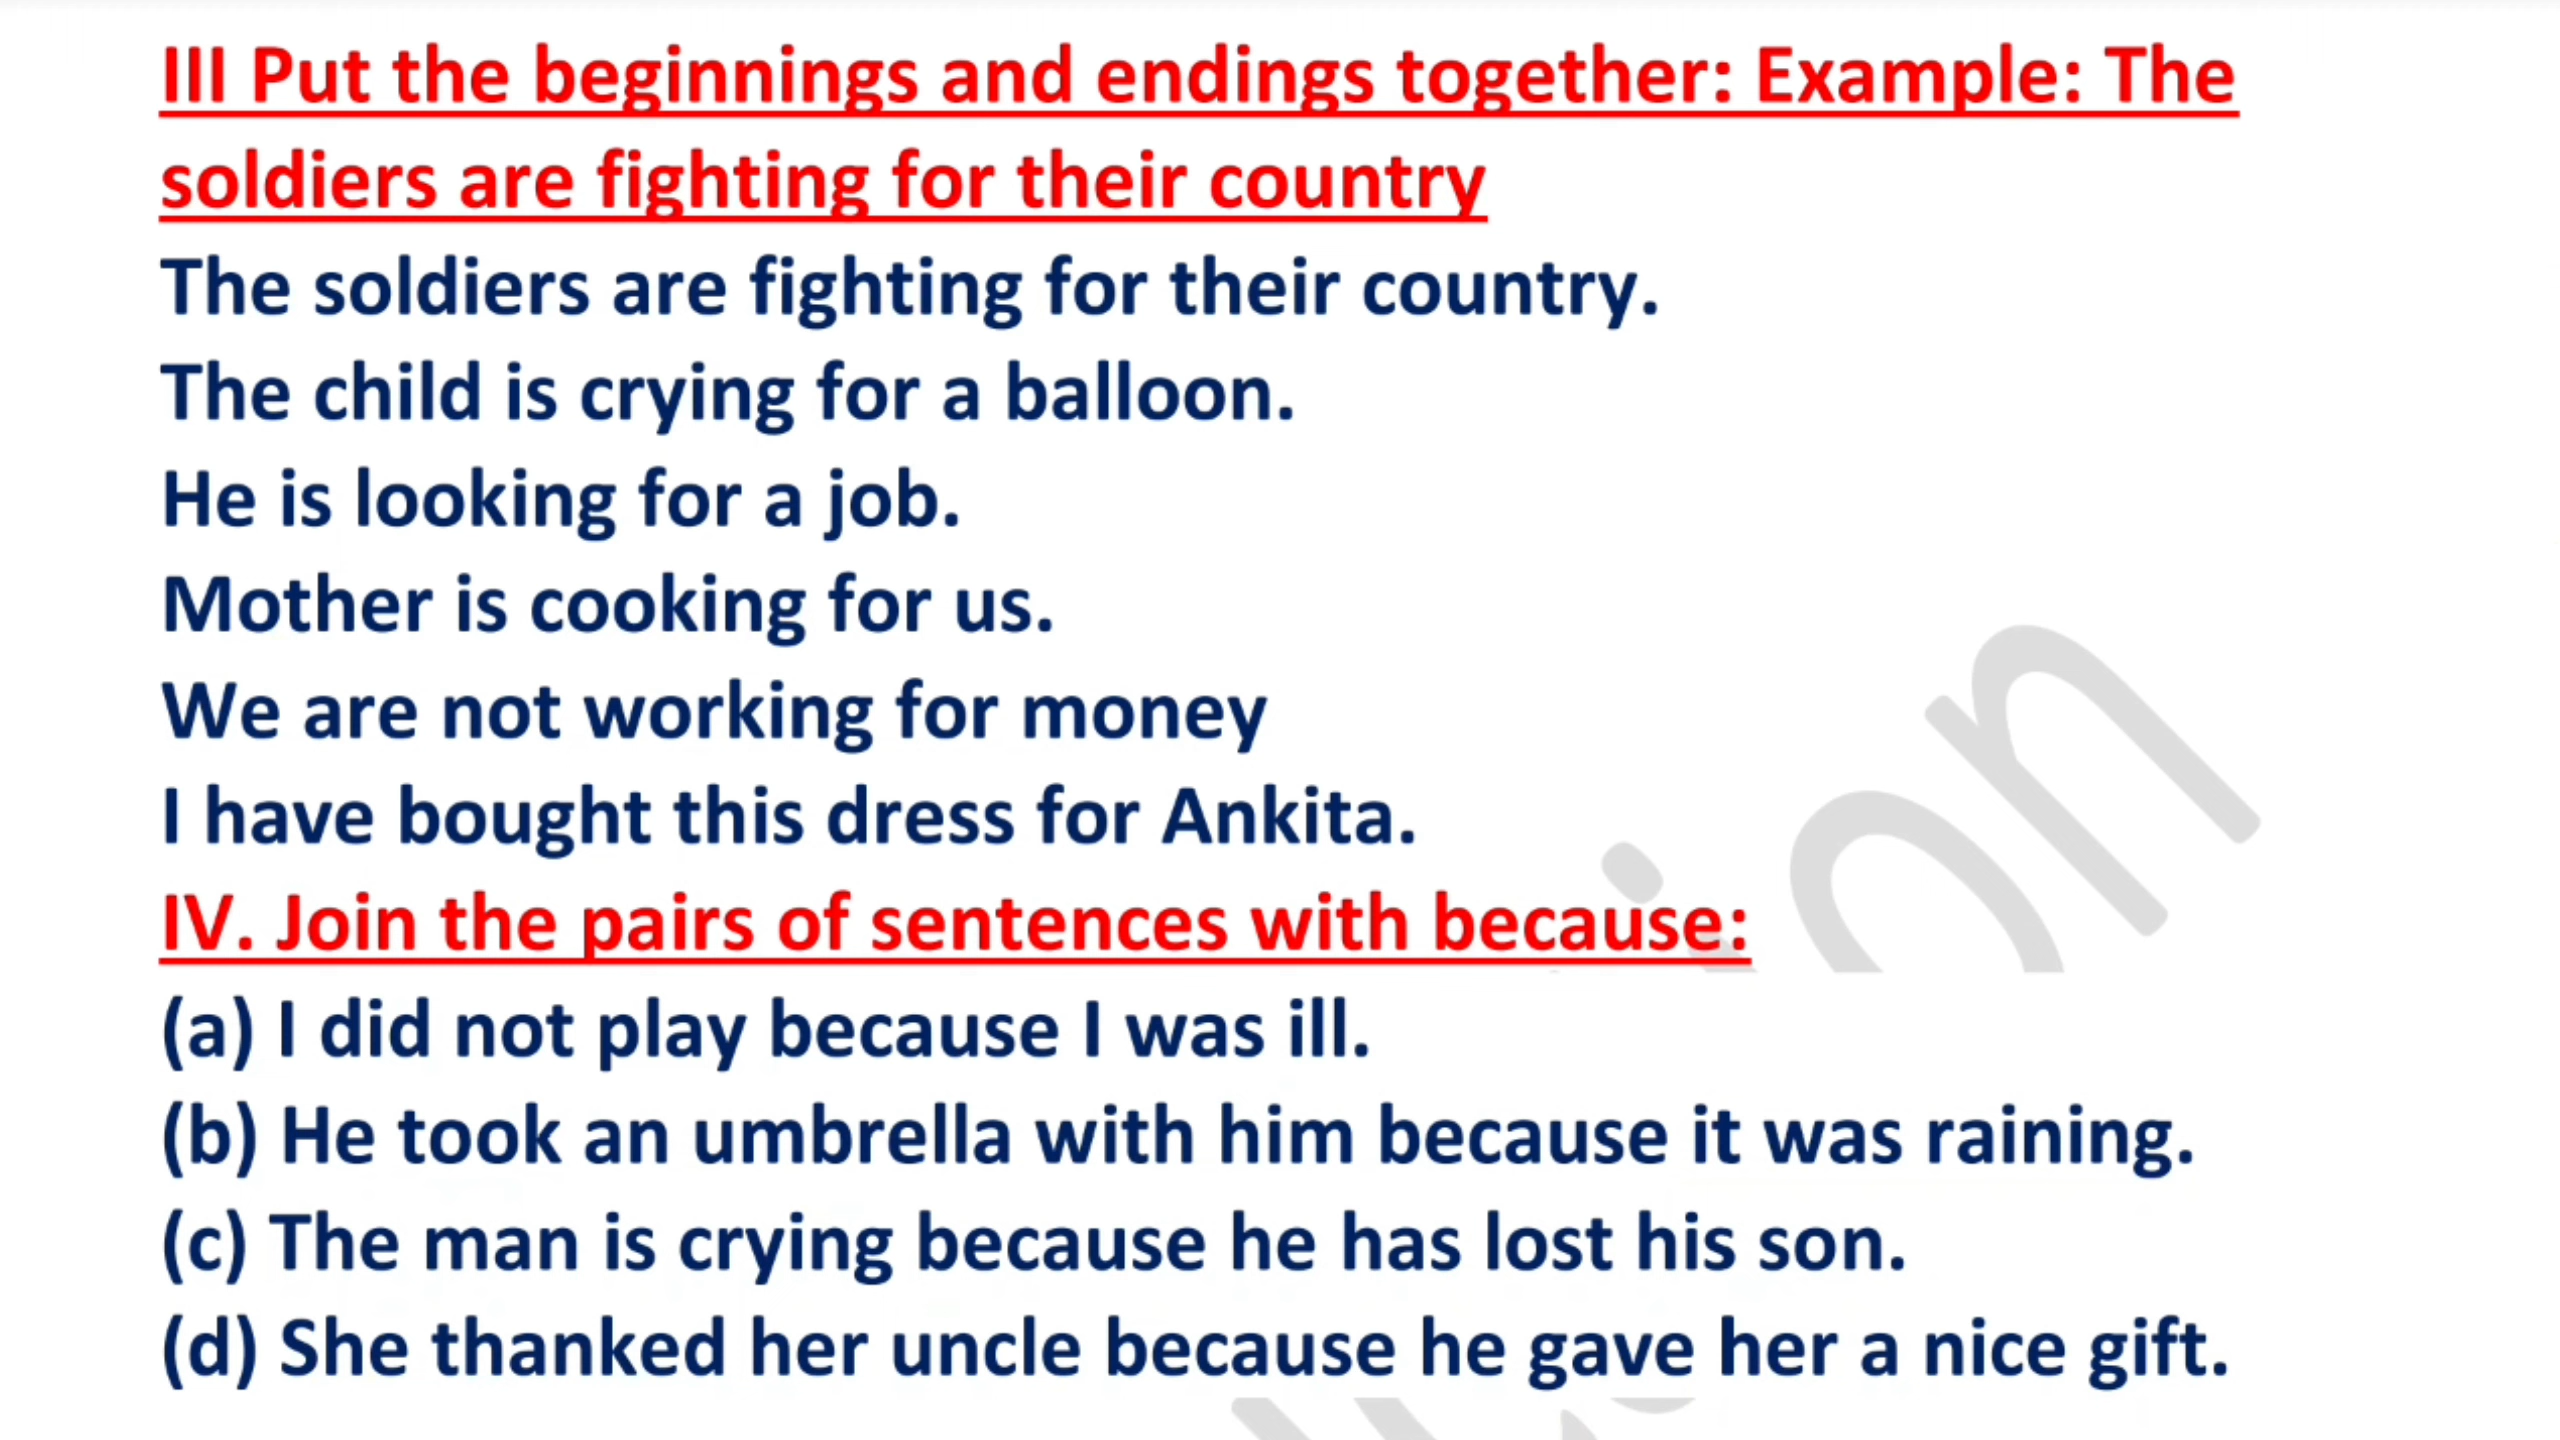 III Put the beginnings and endings together: Example: The
soldiers are fighting for their country
The soldiers are fighting for their country.
The child is crying for a balloon.
He is looking for a job.
Mother is cooking for us.
We are not working for money
I have bought this dress for Ankita.
IV. Join the pairs of sentences with because:
(a) I did not play because I was ill.
(b) He took an umbrella with him because it was raining.
(c) The man is crying because he has lost his son.
(d) She thanked her uncle because he gave her a nice gift.